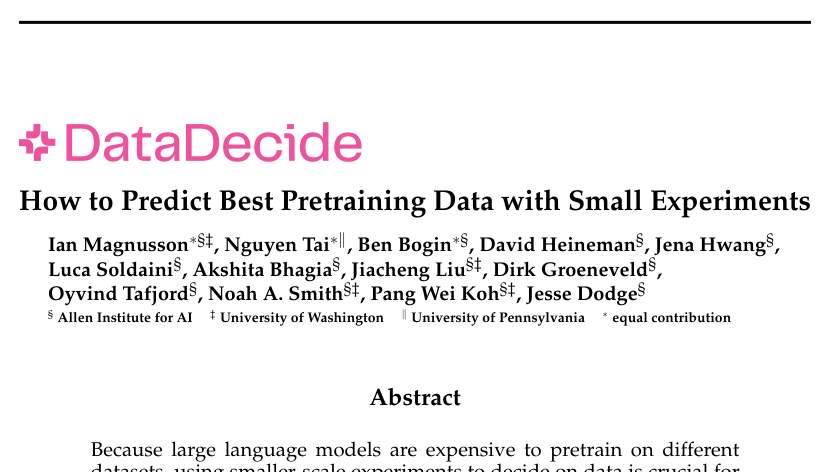 DataDecide
How to Predict Best Pretraining Data with Small Experiments
Ian Magnusson*§‡, Nguyen Tai*∥, Ben Bogin*§, David Heineman§, Jena Hwang§,
Luca Soldaini§, Akshita Bhagia§, Jiacheng Liu§‡, Dirk Groeneveld§,
Oyvind Tafjord§, Noah A. Smith§‡, Pang Wei Koh§‡, Jesse Dodge§
§ Allen Institute for AI ‡ University of Washington ∥ University of Pennsylvania * equal contribution
Abstract
Because large language models are expensive to pretrain on different
datasets, using smaller-scale experiments to decide on data is crucial for